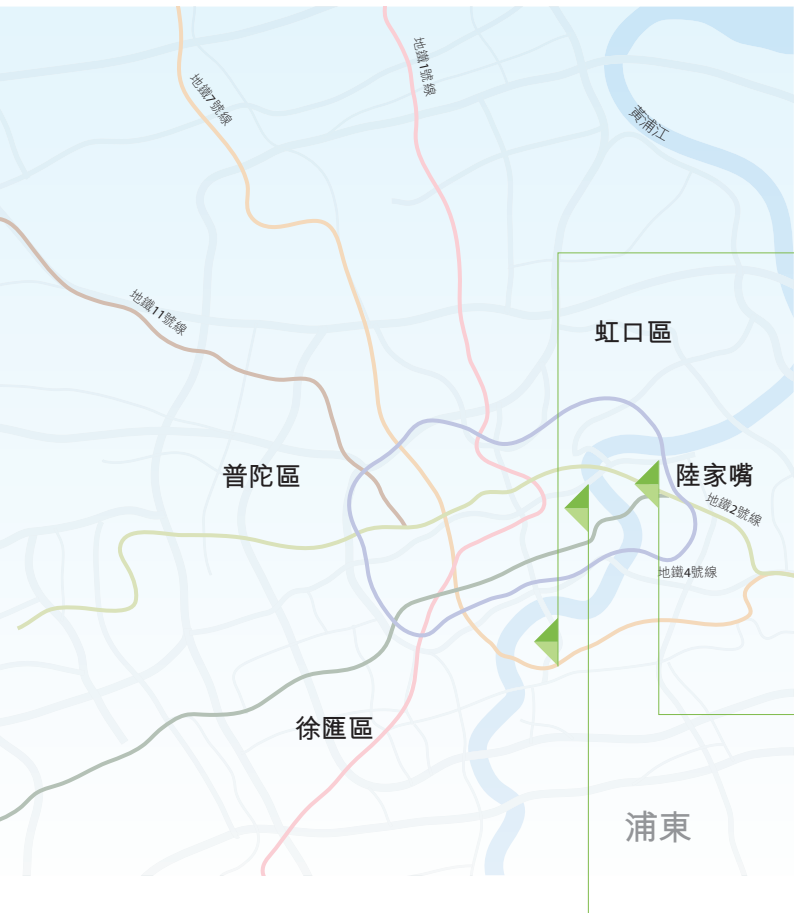 地鐵1號線
地鐵7號線
黃浦江
地鐵11號線
虹口區
普陀區
陸家嘴
地鐵2號線
地鐵4號線
徐匯區
浦東